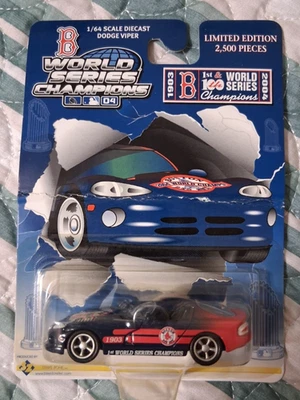 B
1/64 SCALE DIECAST
DODGE VIPER
WORLD
SERIES
CHAMPIONS
04
LIMITED EDITION
2,500 PIECES
1903
B
1st &
100
WORLD
SERIES
Champions
2004
1903
1st WORLD SERIES CHAMPIONS